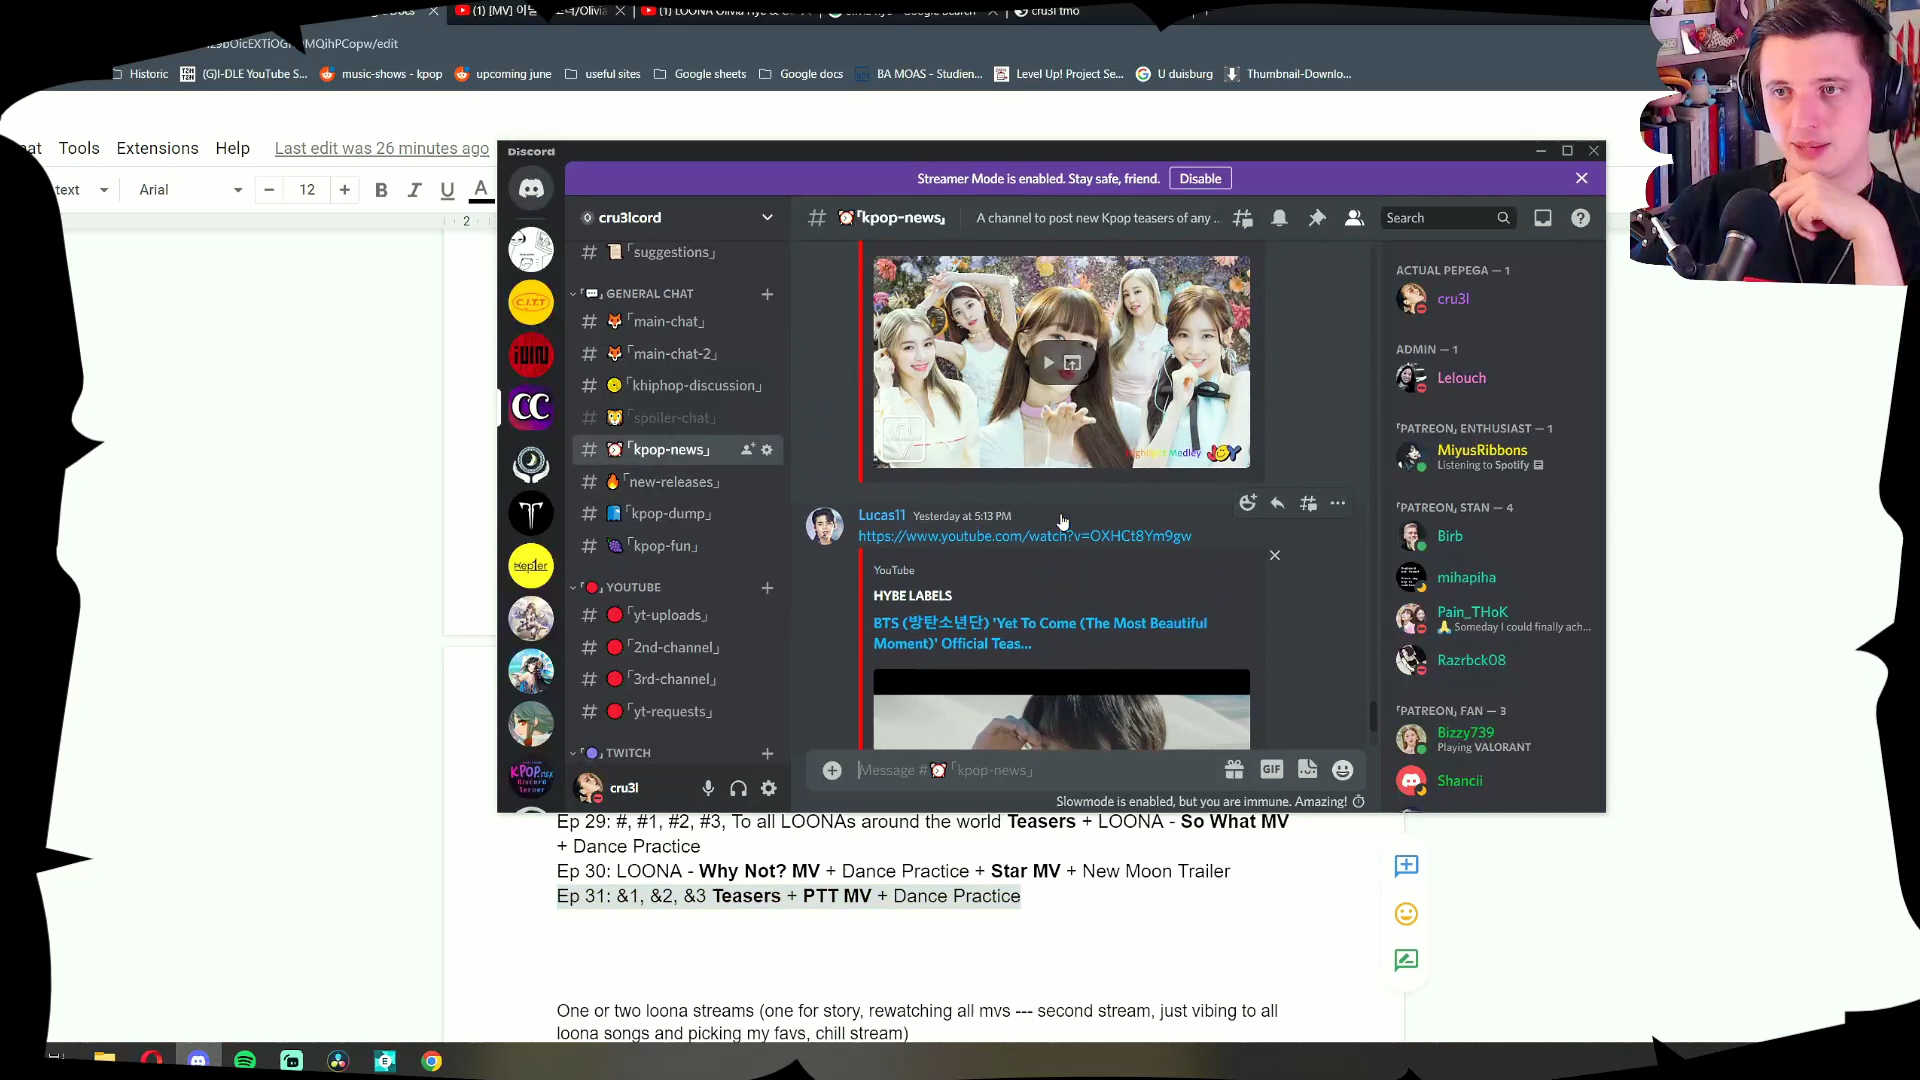 (1) [MV]
/Olivia
(1) LOONA Olivia Hye &
cru3l tmo
MQihPCopw/edit
Historic
(G)I-DLE YouTube S...
music-shows - kpop
upcoming june
useful sites
Google sheets
Google docs
BA MOAS - Studien...
Level Up! Project Se...
U duisburg
Thumbnail-Downlo...
Tools
Extensions
Help
Last edit was 26 minutes ago
text
Arial
12
B I U A
2
Discord
Streamer Mode is enabled. Stay safe, friend.
Disable
cru3lcord
「kpop-news」
A channel to post new Kpop teasers of any ...
Search
「suggestions」
「💬」GENERAL CHAT
「main-chat」
「main-chat-2」
「khiphop-discussion」
「spoiler-chat」
「kpop-news」
「new-releases」
「kpop-dump」
「kpop-fun」
「🔴」YOUTUBE
「yt-uploads」
「2nd-channel」
「3rd-channel」
「yt-requests」
TWITCH
cru3l
C.I.T.T
CC
Kep1er
KPOP
Discord
Server
Highlight Medley JOY
Lucas11 Yesterday at 5:13 PM
https://www.youtube.com/watch?v=OXHCt8Ym9gw
YouTube
HYBE LABELS
BTS (방탄소년단) 'Yet To Come (The Most Beautiful
Moment)' Official Teas...
Message #⏰「kpop-news」
GIF
Slowmode is enabled, but you are immune. Amazing!
ACTUAL PEPEGA — 1
cru3l
ADMIN — 1
Lelouch
「PATREON」 ENTHUSIAST — 1
MiyusRibbons
Listening to Spotify
「PATREON」 STAN — 4
Birb
mihapiha
Pain_THoK
🙏 Someday I could finally ach...
Razrbck08
「PATREON」 FAN — 3
Bizzy739
Playing VALORANT
Shancii
Ep 29: #, #1, #2, #3, To all LOONAs around the world Teasers + LOONA - So What MV
+ Dance Practice
Ep 30: LOONA - Why Not? MV + Dance Practice + Star MV + New Moon Trailer
Ep 31: &1, &2, &3 Teasers + PTT MV + Dance Practice
One or two loona streams (one for story, rewatching all mvs --- second stream, just vibing to all
loona songs and picking my favs, chill stream)